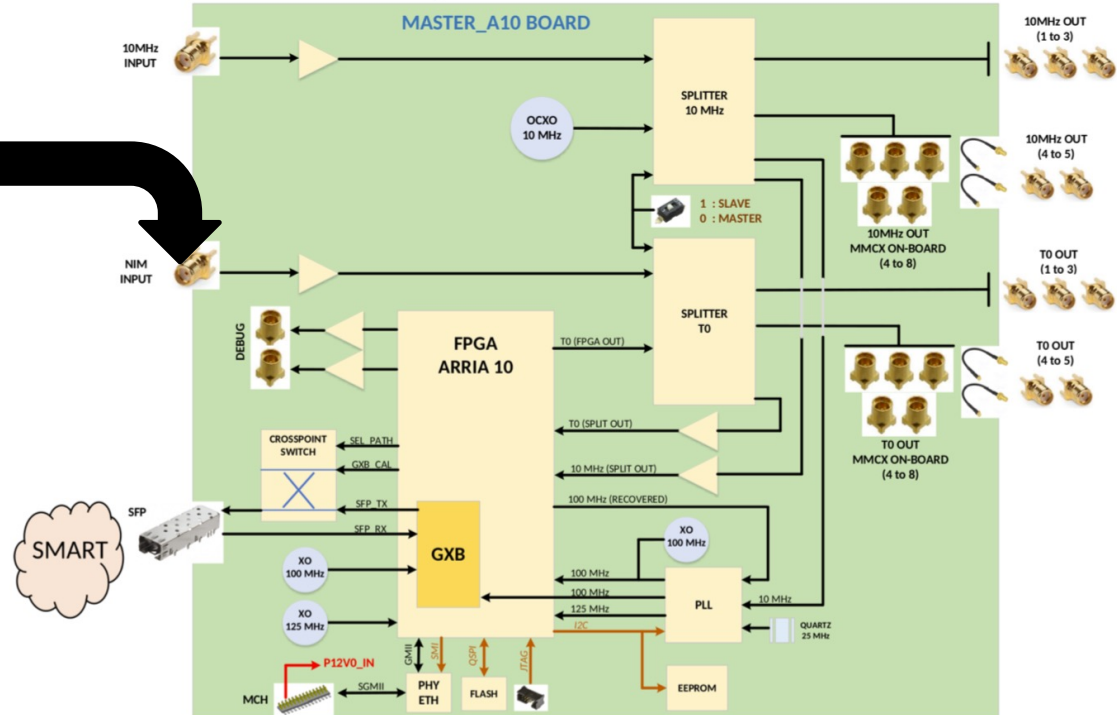 MASTER_A10 BOARD
10MHz
INPUT
SPLITTER
10 MHz
OCXO
10 MHz
10MHz OUT
(1 to 3)
10MHz OUT
(4 to 5)
10MHz OUT
MMCX ON-BOARD
(4 to 8)
1 : SLAVE
0 : MASTER
NIM
INPUT
SPLITTER
T0
T0 OUT
(1 to 3)
T0 OUT
(4 to 5)
T0 OUT
MMCX ON-BOARD
(4 to 8)
DEBUG
FPGA
ARRIA 10
T0 (FPGA OUT)
T0 (SPLIT OUT)
10 MHz (SPLIT OUT)
100 MHz (RECOVERED)
CROSSPOINT
SWITCH
SEL_PATH
GXB_CAL
SFP_TX
SFP_RX
SFP
SMART
GXB
XO
100 MHz
XO
125 MHz
XO
100 MHz
100 MHz
100 MHz
125 MHz
I2C
PLL
10 MHz
QUARTZ
25 MHz
GMII
SMI
QSPI
JTAG
P12V0_IN
MCH
SGMII
PHY
ETH
FLASH
EEPROM